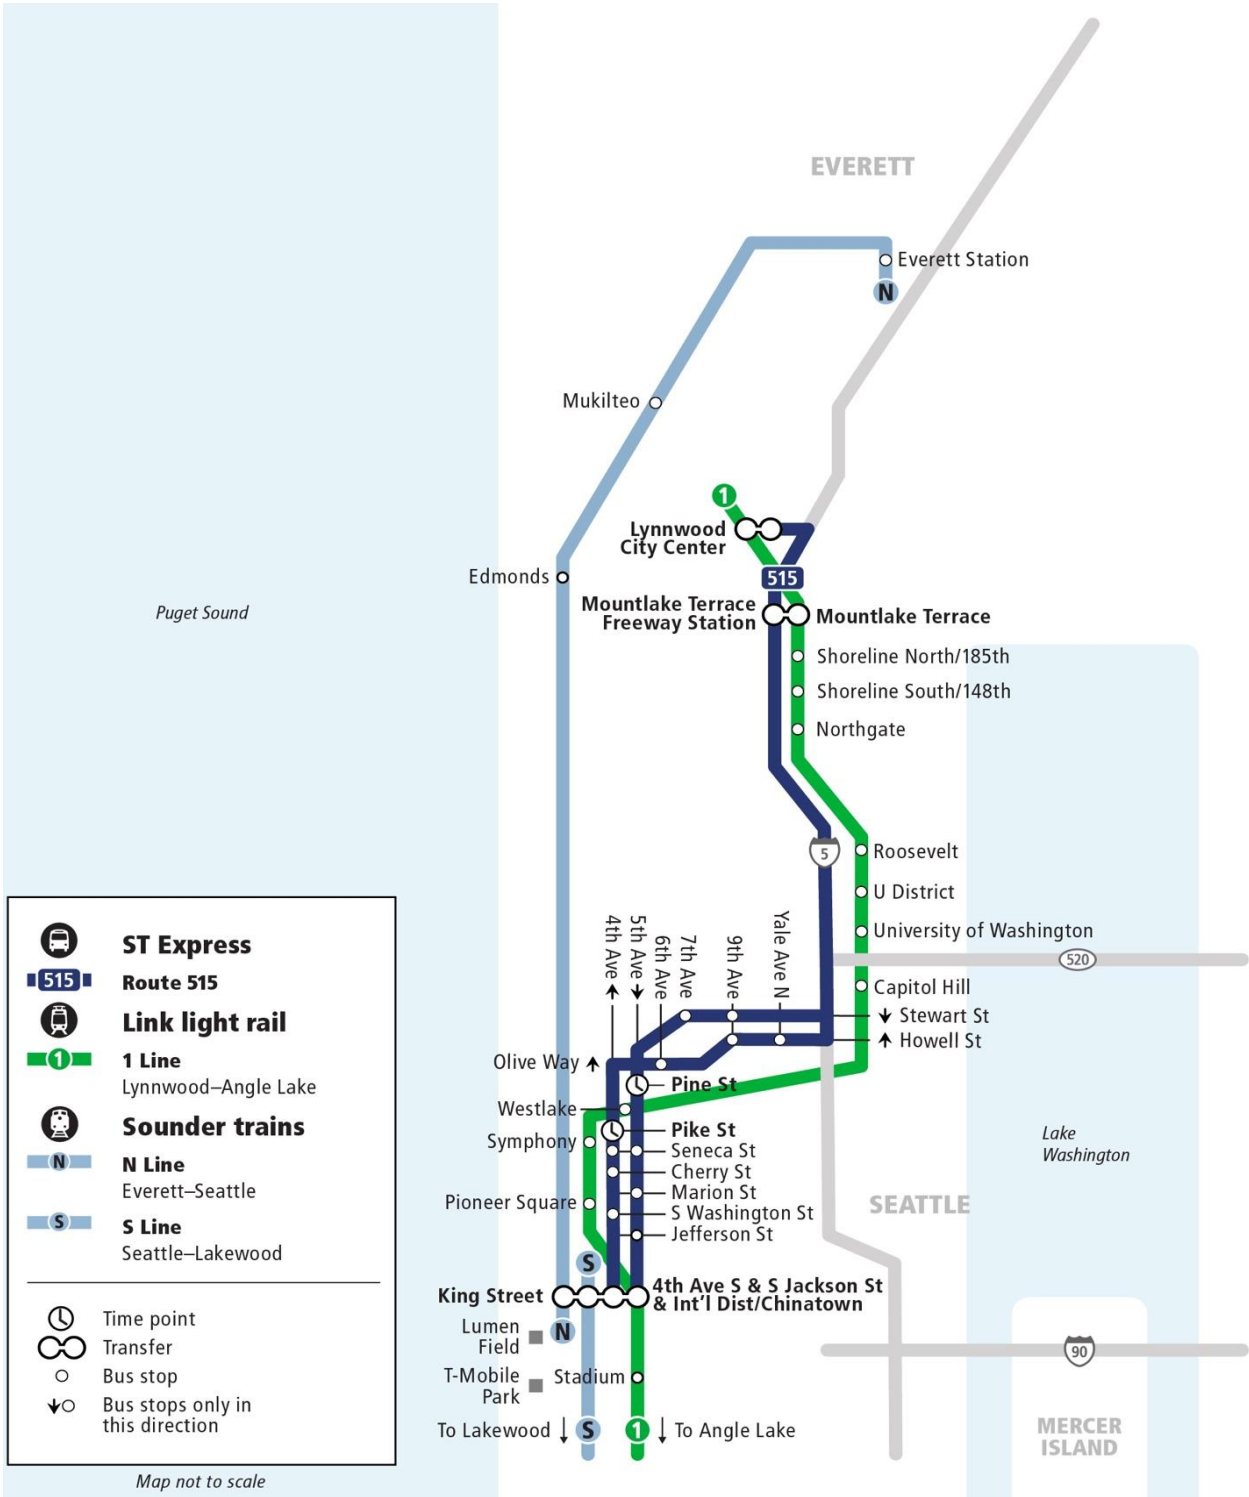 EVERETT
Everett Station
N
Mukilteo
1
Lynnwood
City Center
Edmonds
515
Mountlake Terrace
Freeway Station
Mountlake Terrace
Puget Sound
Shoreline North/185th
Shoreline South/148th
Northgate
5
Roosevelt
U District
University of Washington
520
4th Ave
5th Ave
6th Ave
7th Ave
9th Ave
Yale Ave N
Capitol Hill
Stewart St
Howell St
Olive Way
Pine St
Westlake
Pike St
Symphony
Seneca St
Cherry St
Marion St
Pioneer Square
S Washington St
Jefferson St
Lake
Washington
SEATTLE
S
King Street
4th Ave S & S Jackson St
& Int'l Dist/Chinatown
Lumen
Field
N
90
T-Mobile
Park
Stadium
To Lakewood
S
1
To Angle Lake
MERCER
ISLAND
ST Express
515
Route 515
Link light rail
1
1 Line
Lynnwood–Angle Lake
Sounder trains
N
N Line
Everett–Seattle
S
S Line
Seattle–Lakewood
Time point
Transfer
Bus stop
Bus stops only in
this direction
Map not to scale